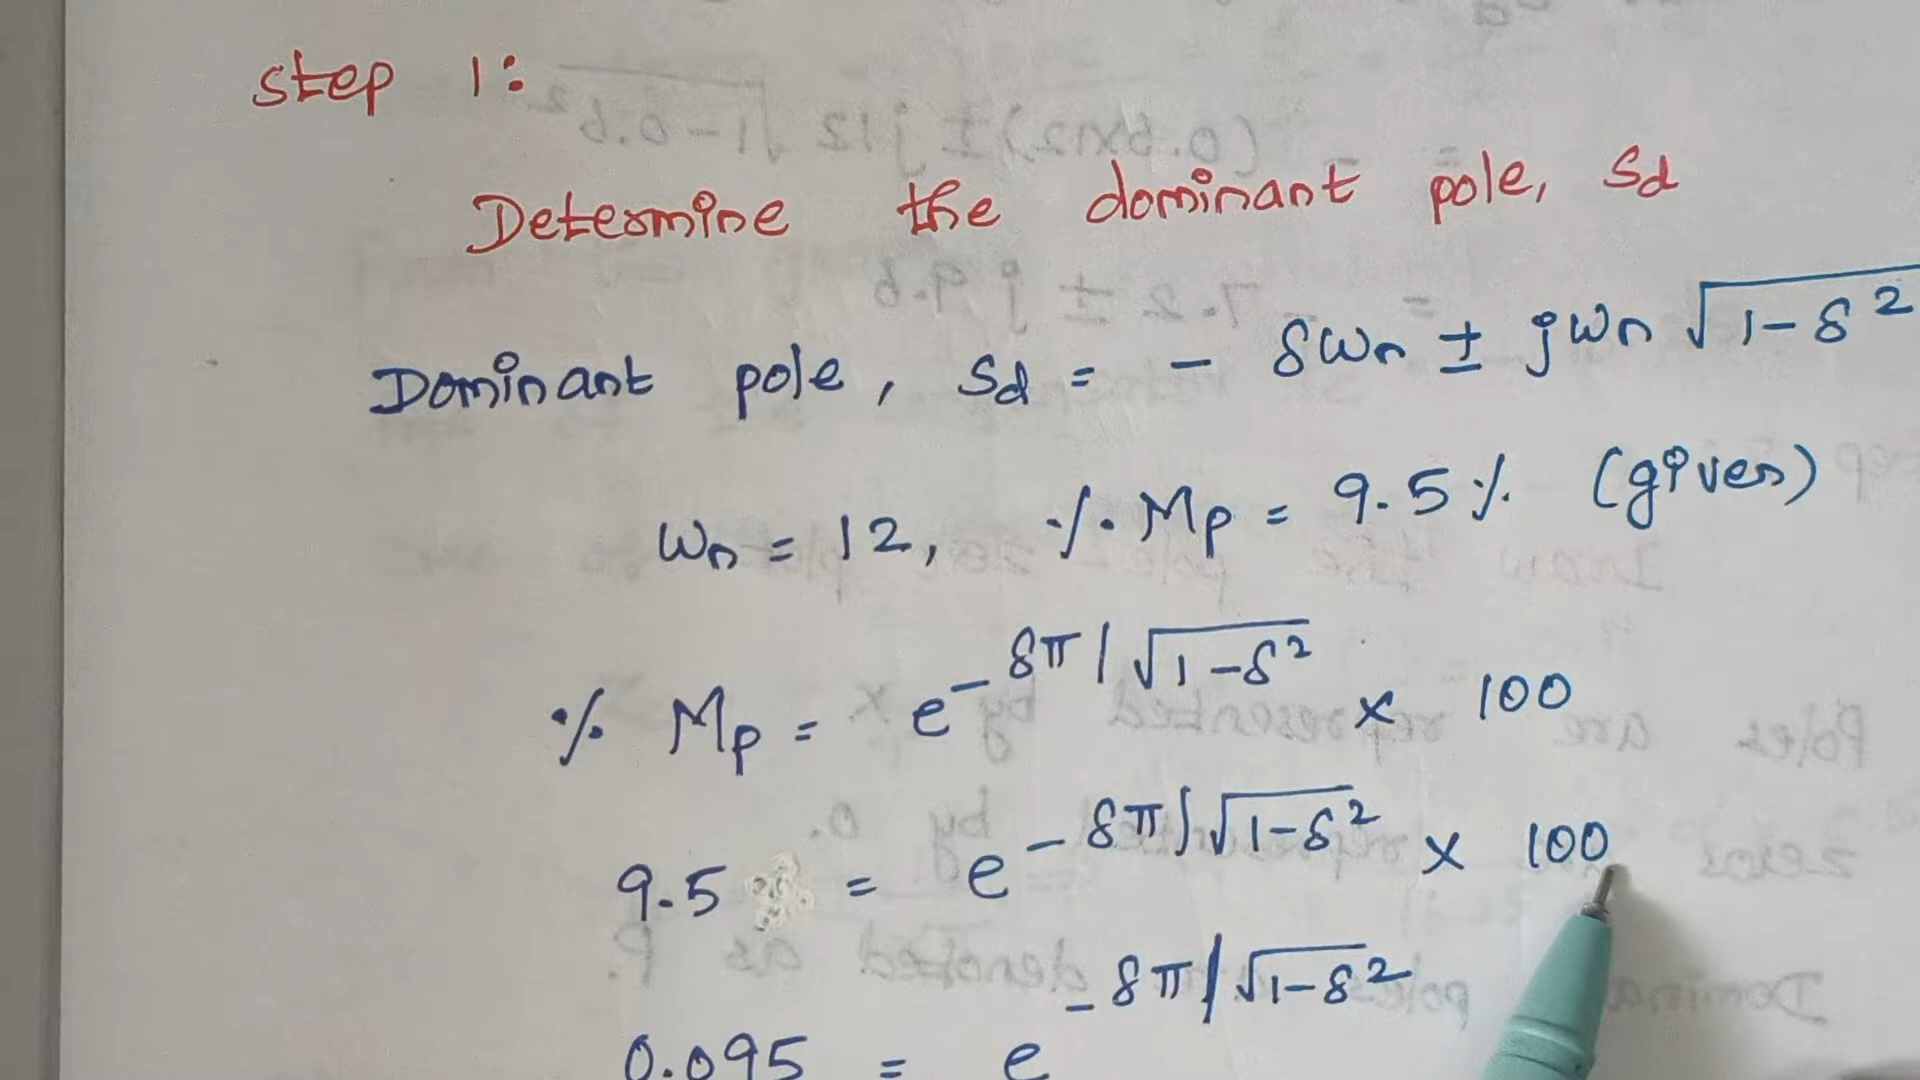 Step 1:
Determine the dominant pole, Sd
Dominant pole, Sd = - δωn ± jωn √1-δ²
ωn = 12, % Mp = 9.5% (given)
% Mp = e^-δπ/√1-δ² × 100
9.5 = e^-δπ/√1-δ² × 100
0.095 = e^-δπ/√1-δ²